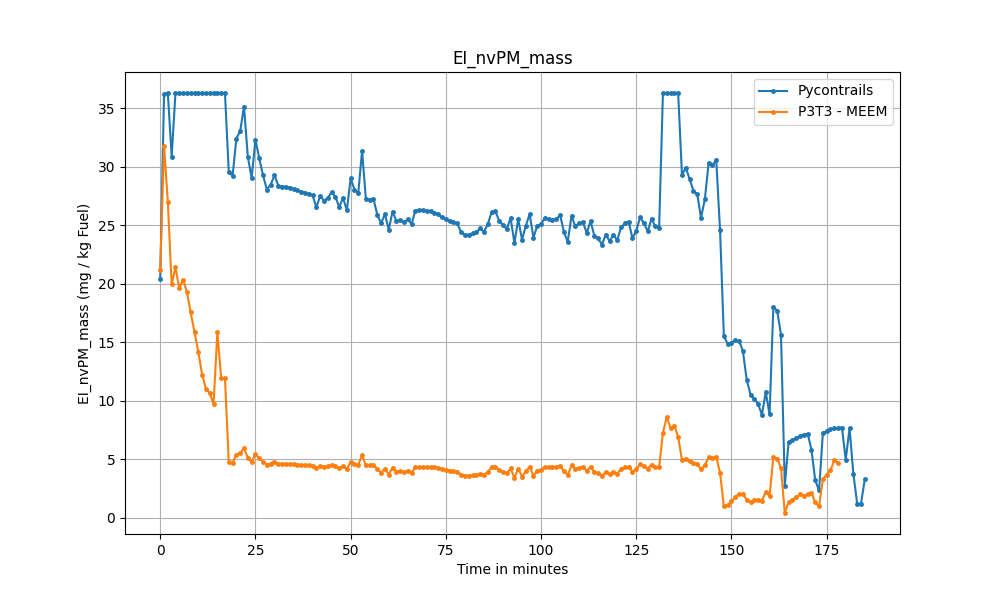 EI_nvPM_mass
Pycontrails
P3T3 - MEEM
EI_nvPM_mass (mg / kg Fuel)
35
30
25
20
15
10
5
0
0 25 50 75 100 125 150 175
Time in minutes